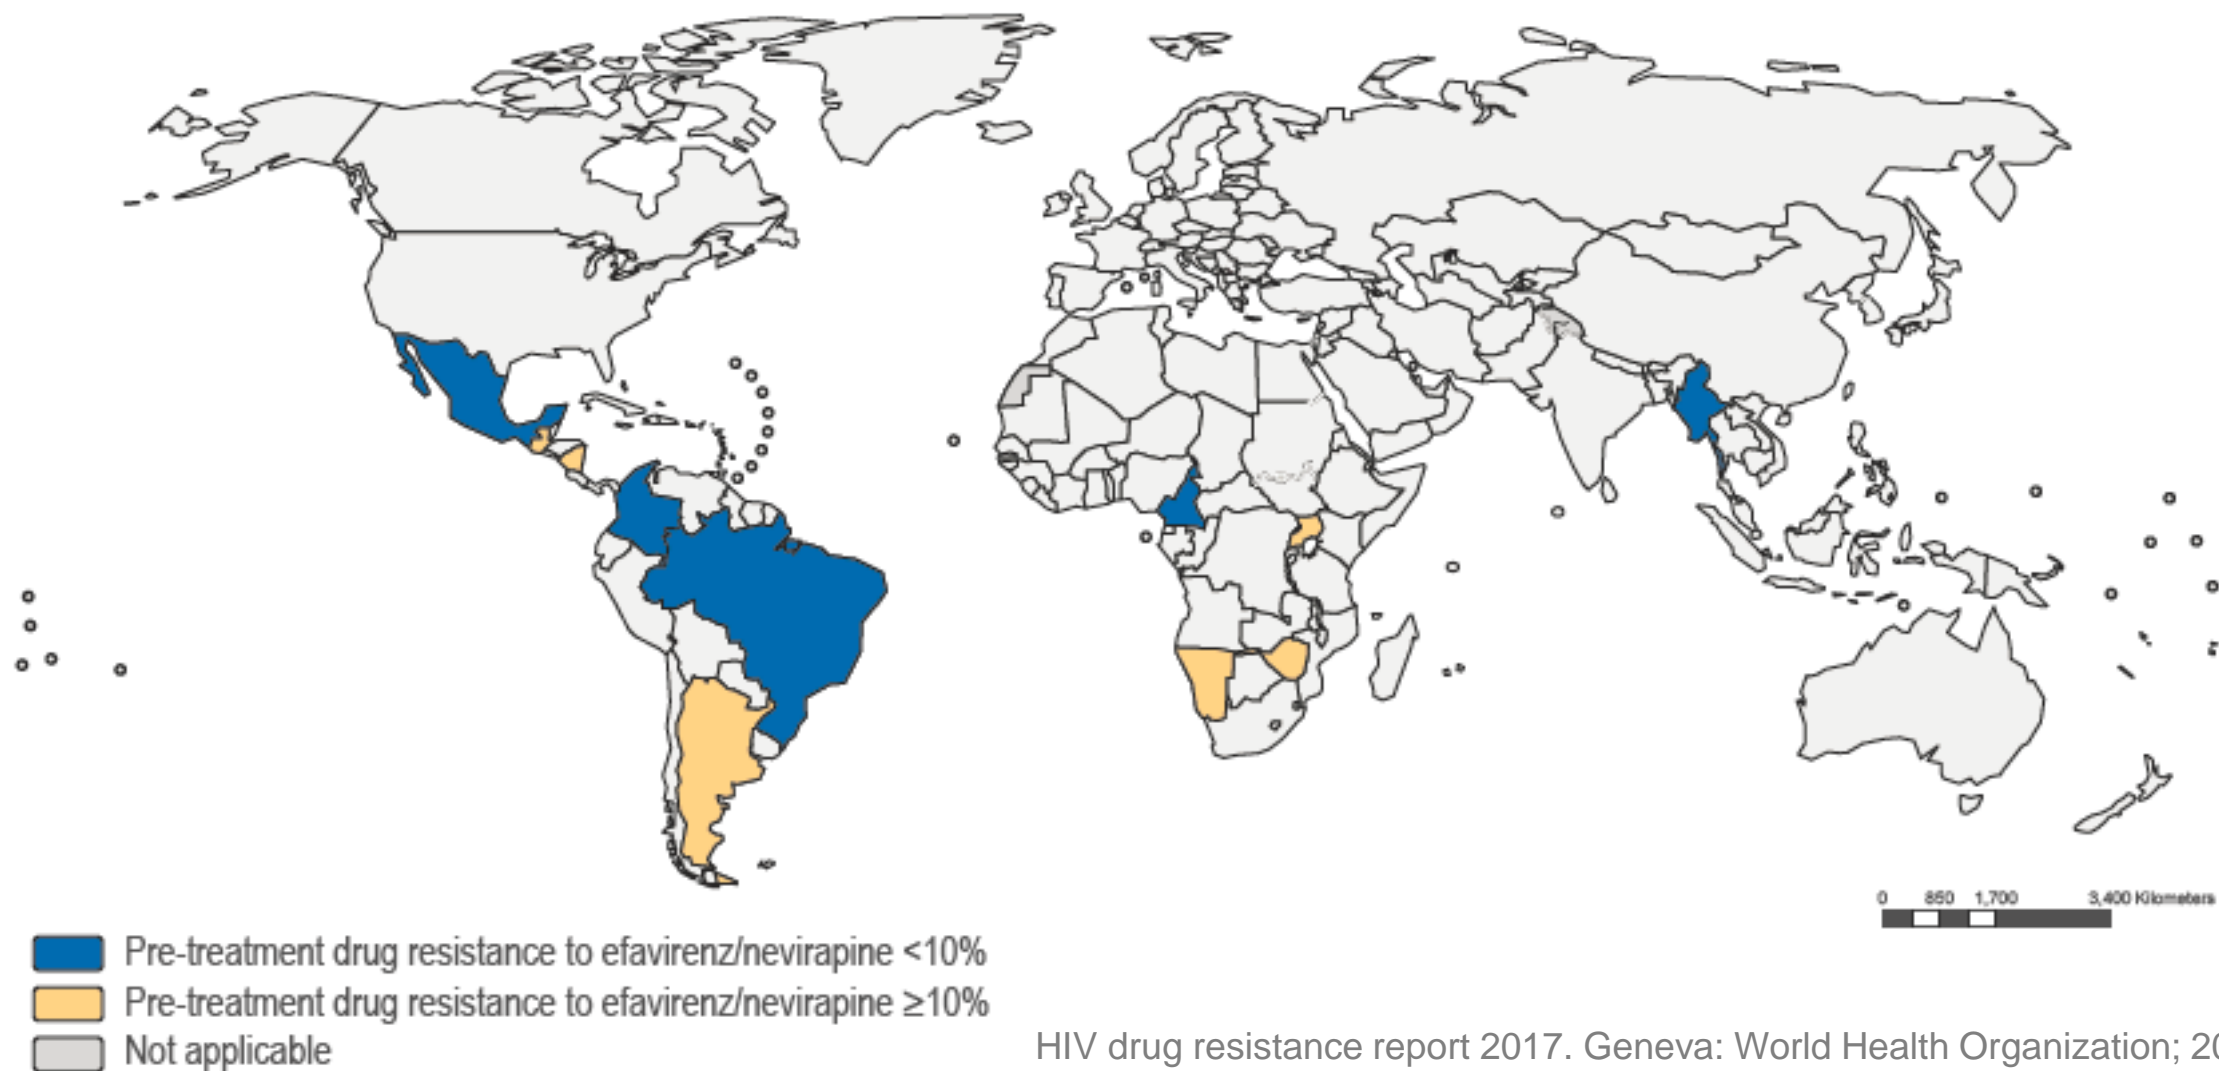 0 850 1,700 3,400 Kilometers
Pre-treatment drug resistance to efavirenz/nevirapine <10%
Pre-treatment drug resistance to efavirenz/nevirapine ≥10%
Not applicable
HIV drug resistance report 2017. Geneva: World Health Organization; 20